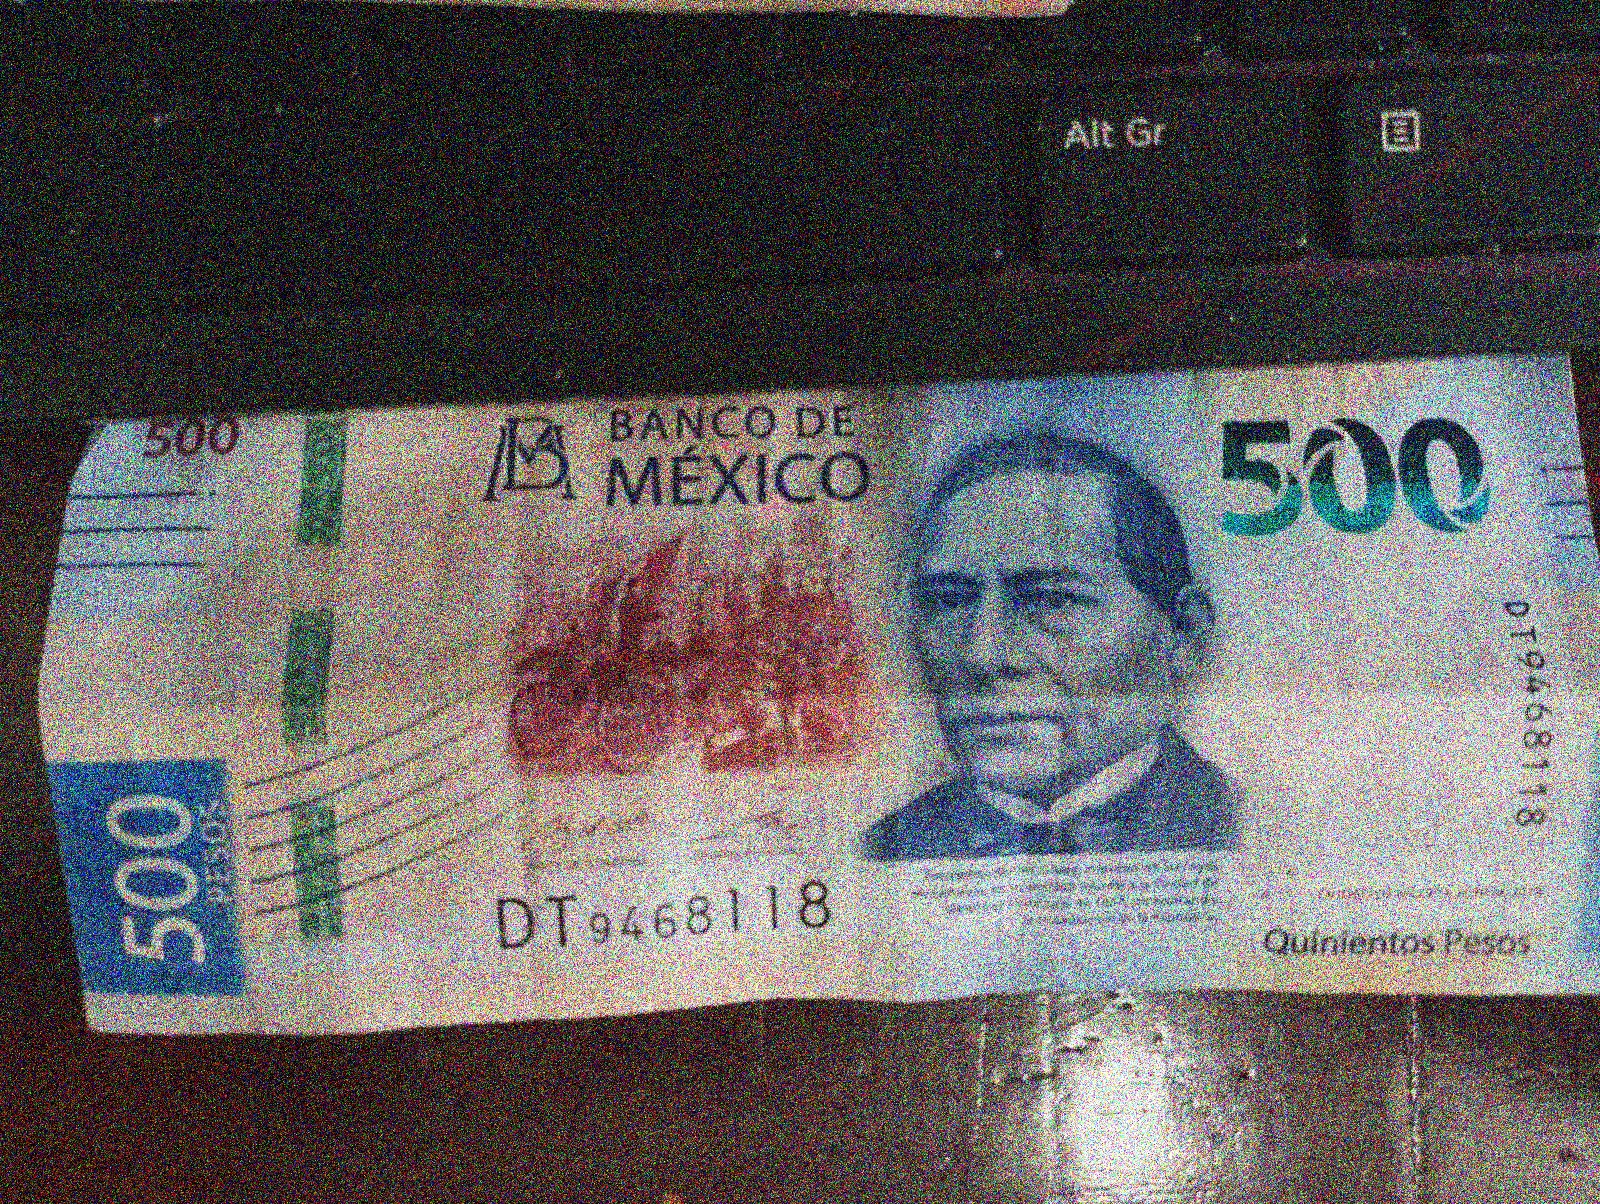 Alt Gr
500
BANCO DE
MÉXICO
500
DT9468118
500
PESOS
DT9468118
Quinientos Pesos